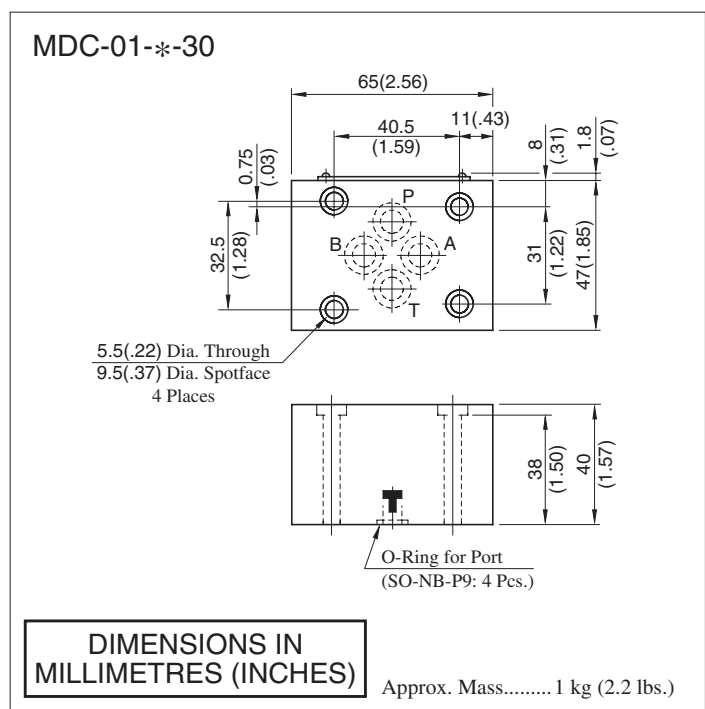 MDC-01-*-30
65(2.56)
40.5
(1.59)
11(.43)
8
(.31)
1.8
(.07)
0.75
(.03)
P
B
A
T
32.5
(1.28)
31
(1.22)
47(1.85)
5.5(.22) Dia. Through
9.5(.37) Dia. Spotface
4 Places
T
38
(1.50)
40
(1.57)
O-Ring for Port
(SO-NB-P9: 4 Pcs.)
DIMENSIONS IN
MILLIMETRES (INCHES)
Approx. Mass.........1 kg (2.2 lbs.)